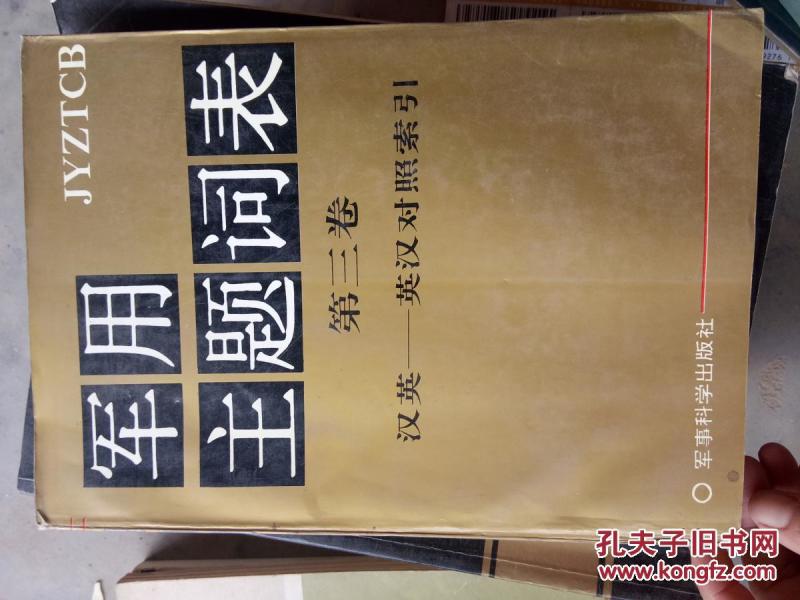 JYZTCB
军用
主题词表
第三卷
汉英——英汉对照索引
军事科学出版社
9276
孔夫子旧书网
www.kongfz.com